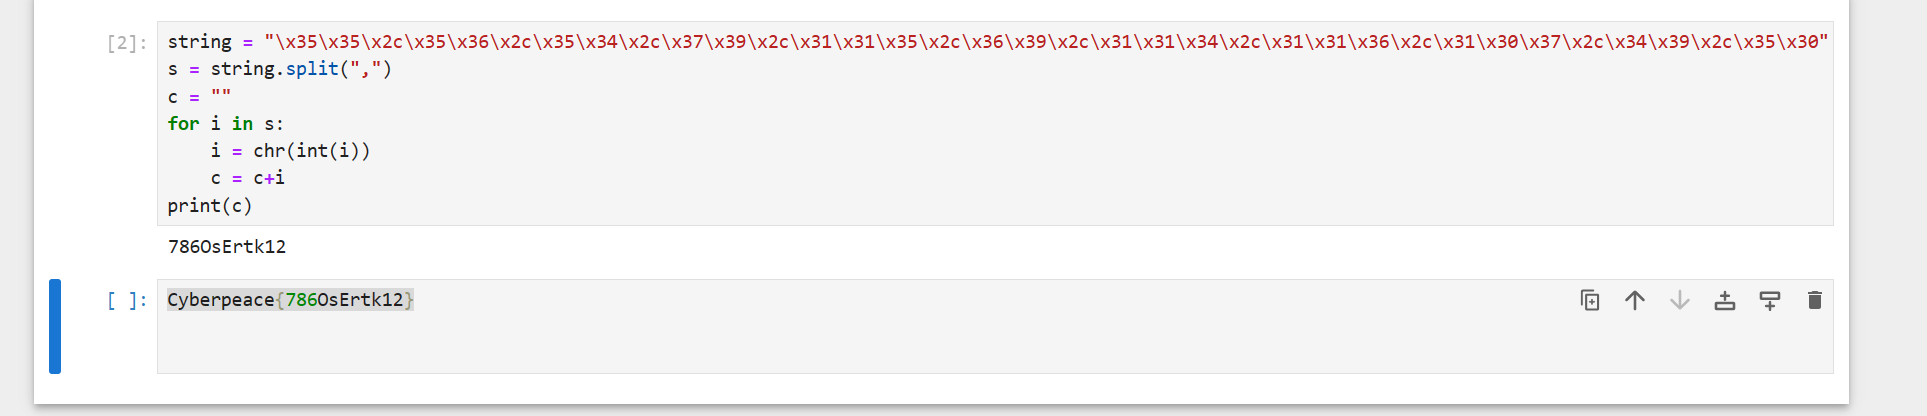 [2]: string = "\x35\x35\x2c\x35\x36\x2c\x35\x34\x2c\x37\x39\x2c\x31\x31\x35\x2c\x36\x39\x2c\x31\x31\x34\x2c\x31\x31\x36\x2c\x31\x30\x37\x2c\x34\x39\x2c\x35\x30"
s = string.split(",")
c = ""
for i in s:
    i = chr(int(i))
    c = c+i
print(c)
786OsErtk12
[ ]: Cyberpeace{786OsErtk12}